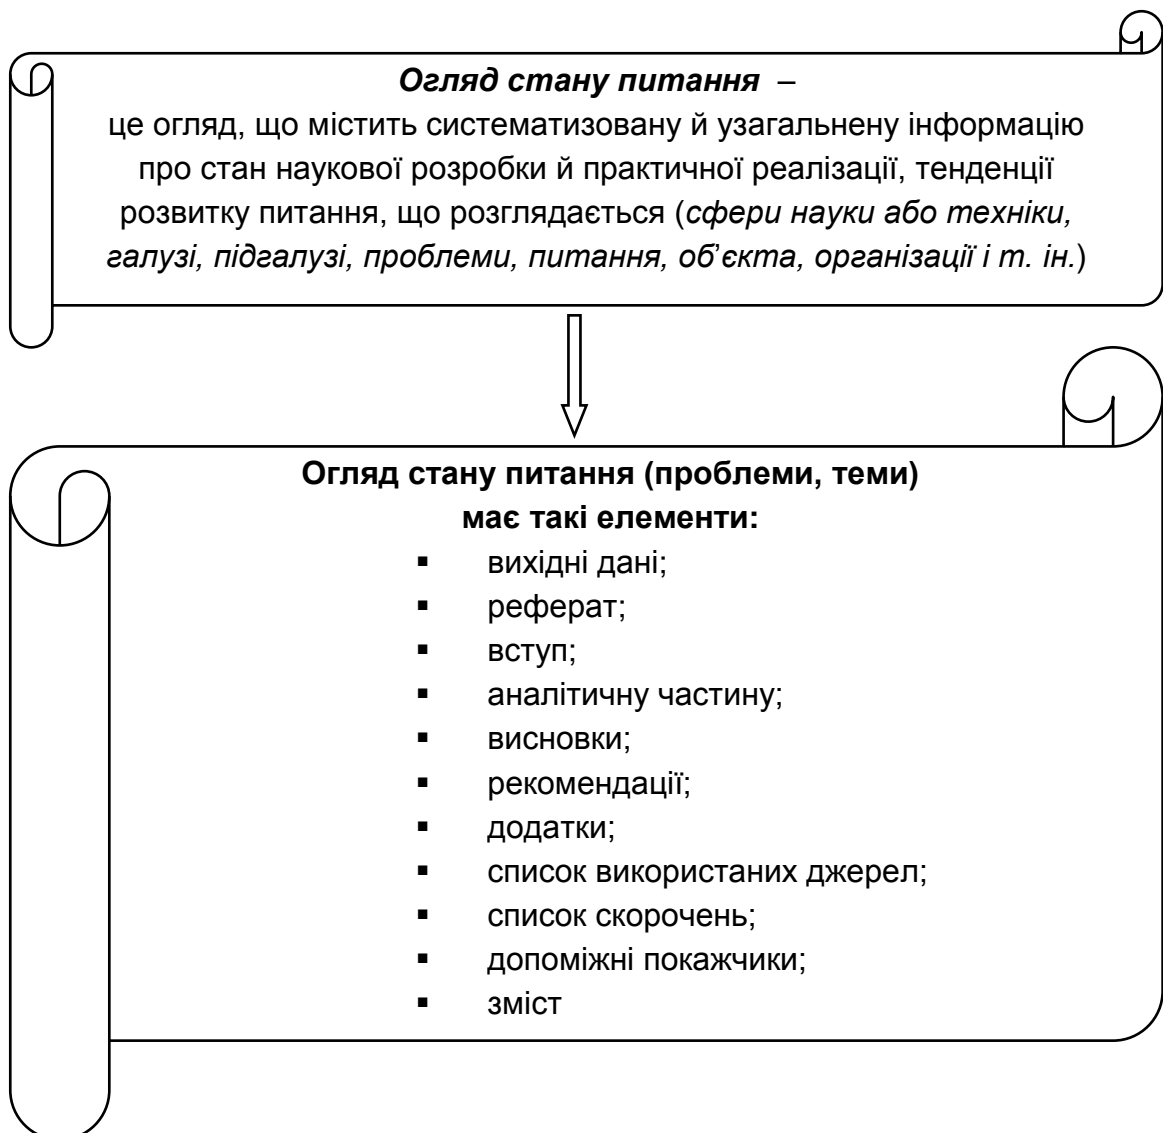 Огляд стану питання –
це огляд, що містить систематизовану й узагальнену інформацію
про стан наукової розробки й практичної реалізації, тенденції
розвитку питання, що розглядається (сфери науки або техніки,
галузі, підгалузі, проблеми, питання, об’єкта, організації і т. ін.)
Огляд стану питання (проблеми, теми)
має такі елементи:
▪ вихідні дані;
▪ реферат;
▪ вступ;
▪ аналітичну частину;
▪ висновки;
▪ рекомендації;
▪ додатки;
▪ список використаних джерел;
▪ список скорочень;
▪ допоміжні покажчики;
▪ зміст